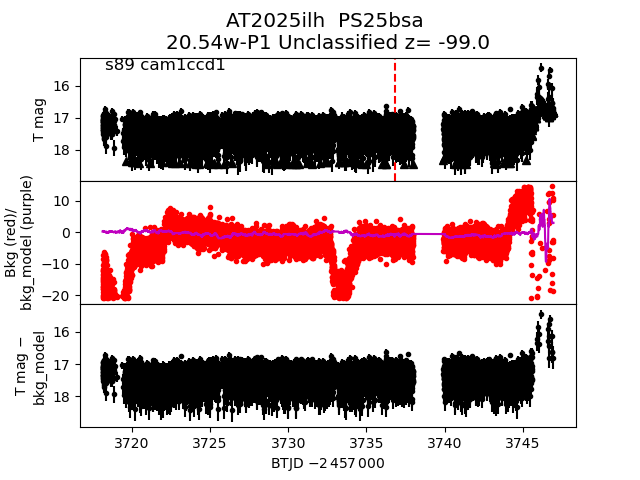 AT2025ilh  PS25bsa
20.54w-P1 Unclassified z= -99.0
s89 cam1ccd1
T mag
16
17
18
Bkg (red)/
bkg_model (purple)
10
0
−10
−20
T mag −
bkg_model
16
17
18
3720 3725 3730 3735 3740 3745
BTJD −2 457 000